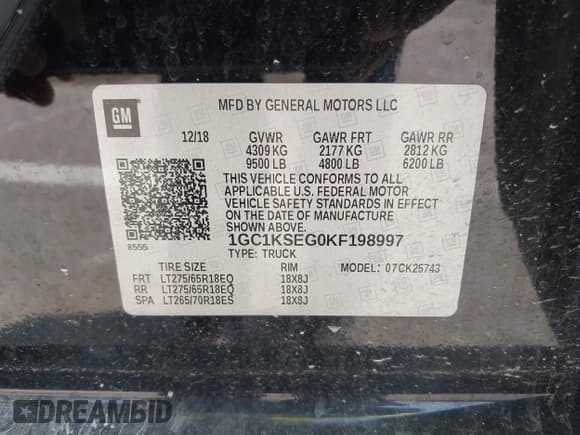 GM
MFD BY GENERAL MOTORS LLC
12/18 GVWR GAWR FRT GAWR RR
4309 KG 2177 KG 2812 KG
9500 LB 4800 LB 6200 LB
THIS VEHICLE CONFORMS TO ALL
APPLICABLE U.S. FEDERAL MOTOR
VEHICLE SAFETY STANDARDS IN EFFECT
ON THE DATE OF MANUFACTURE
SHOWN ABOVE.
8555 1GC1KSEG0KF198997
TYPE: TRUCK
TIRE SIZE RIM MODEL: 07CK25743
FRT LT275/65R18EQ 18X8J
RR LT275/65R18EQ 18X8J
SPA LT265/70R18ES 18X8J
DREAMBID